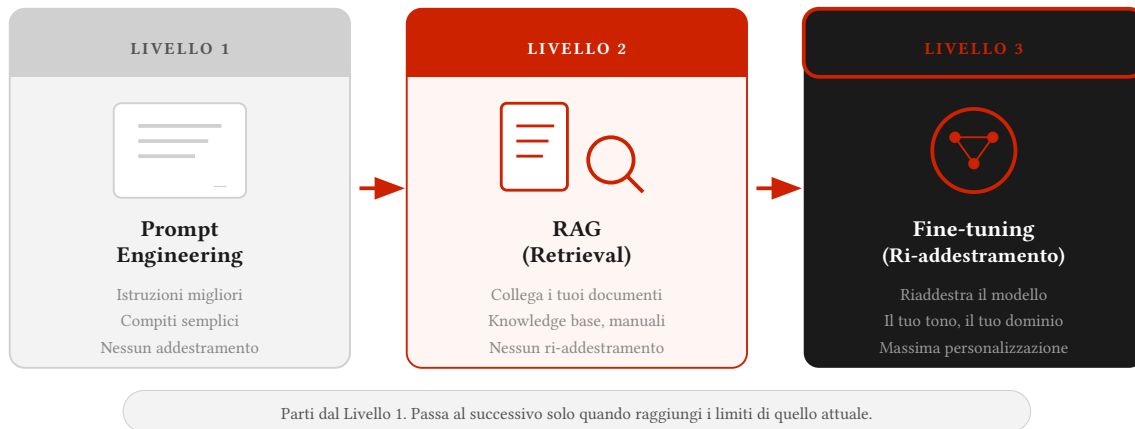 LIVELLO 1
Prompt
Engineering
Istruzioni migliori
Compiti semplici
Nessun addestramento
LIVELLO 2
RAG
(Retrieval)
Collega i tuoi documenti
Knowledge base, manuali
Nessun ri-addestramento
LIVELLO 3
Fine-tuning
(Ri-addestramento)
Riaddestra il modello
Il tuo tono, il tuo dominio
Massima personalizzazione
Parti dal Livello 1. Passa al successivo solo quando raggiungi i limiti di quello attuale.